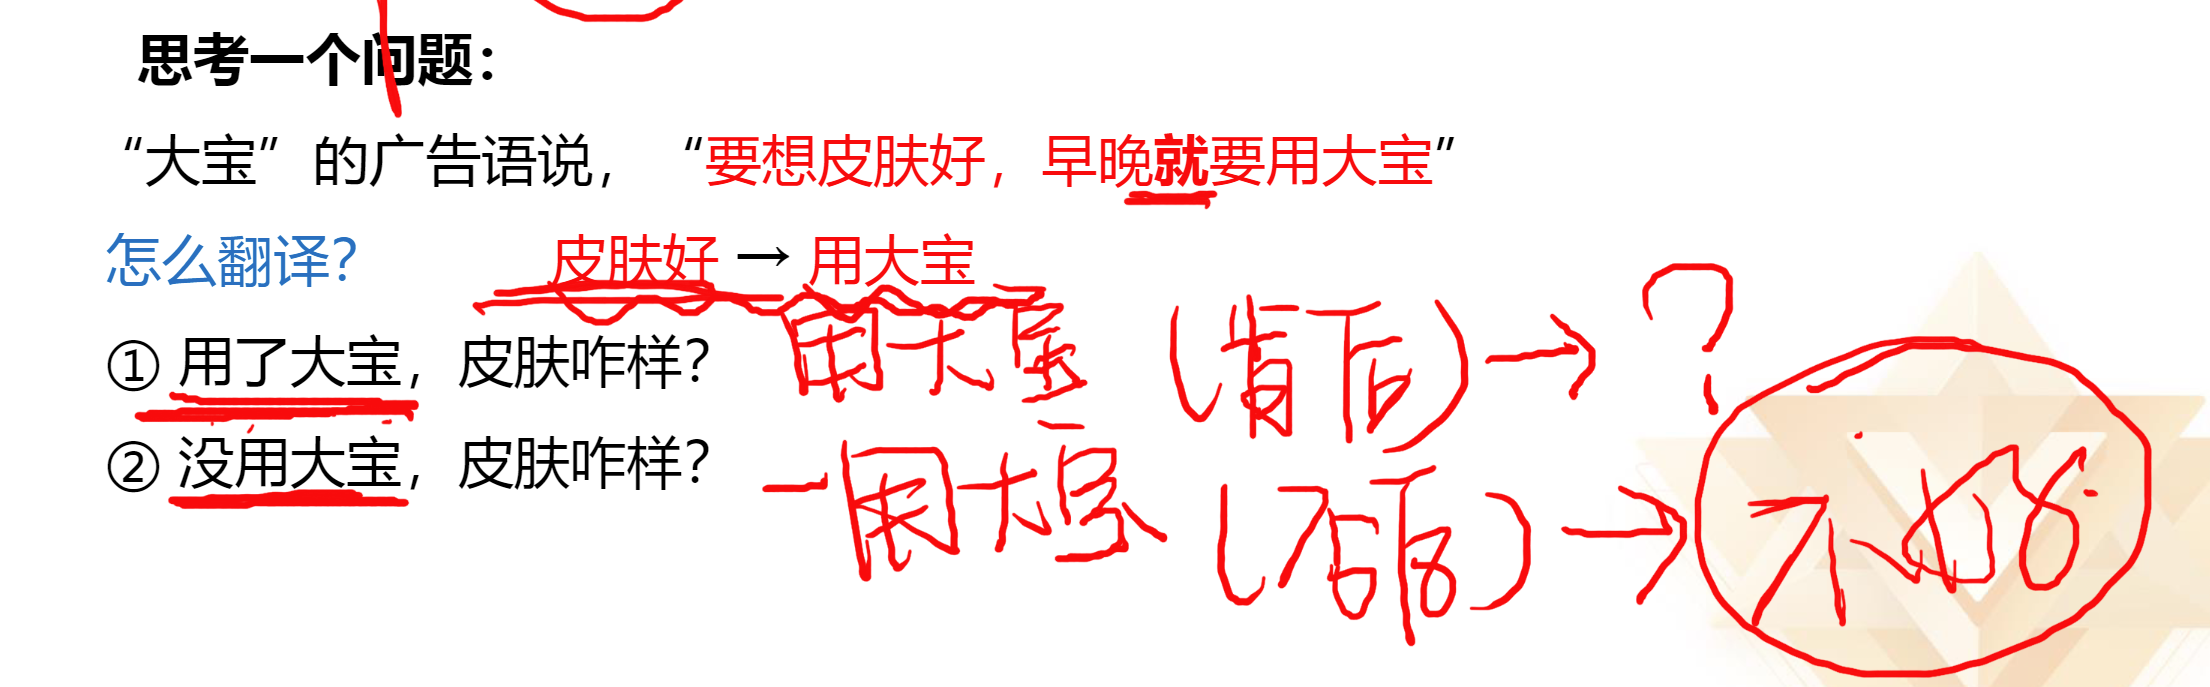 思考一个问题：
“大宝”的广告语说，“要想皮肤好，早晚就要用大宝”
怎么翻译？ 皮肤好 → 用大宝
① 用了大宝，皮肤咋样？ 用大宝 （肯后） → ?
② 没用大宝，皮肤咋样？ -用大宝 （否后） → 不好